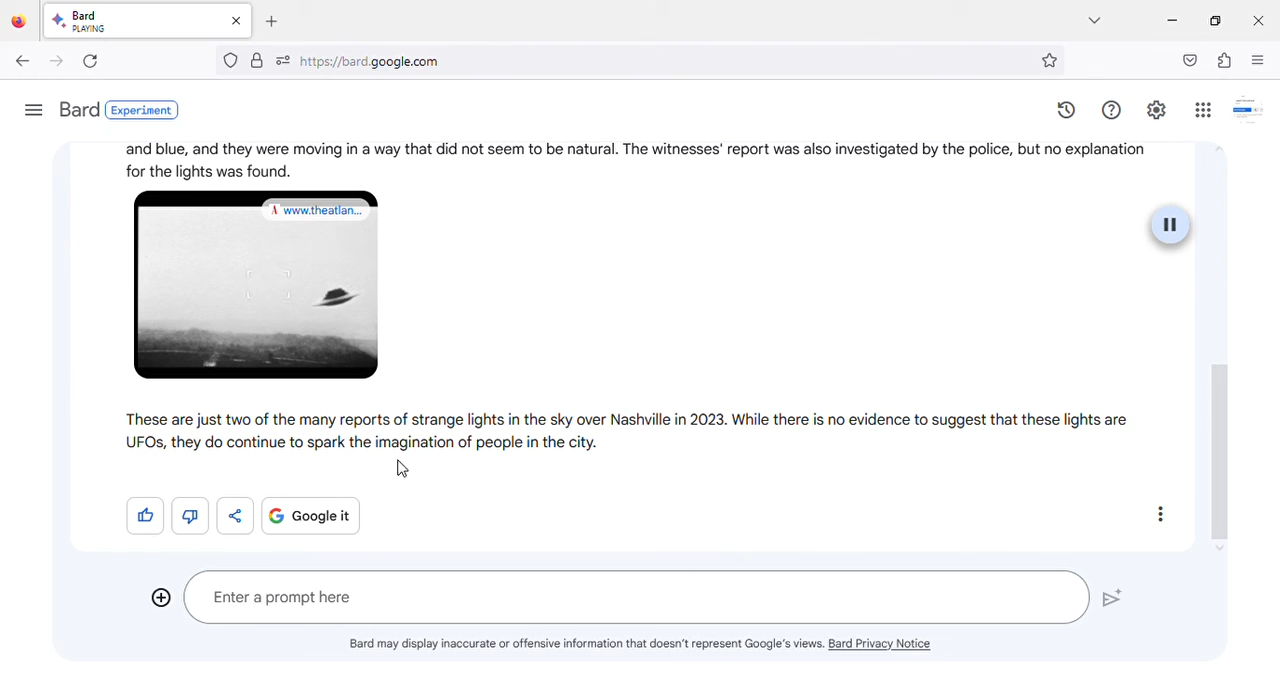 Bard
PLAYING
https://bard.google.com
Bard Experiment
and blue, and they were moving in a way that did not seem to be natural. The witnesses' report was also investigated by the police, but no explanation
for the lights was found.
www.theatlan...
These are just two of the many reports of strange lights in the sky over Nashville in 2023. While there is no evidence to suggest that these lights are
UFOs, they do continue to spark the imagination of people in the city.
Google it
Enter a prompt here
Bard may display inaccurate or offensive information that doesn't represent Google's views. Bard Privacy Notice